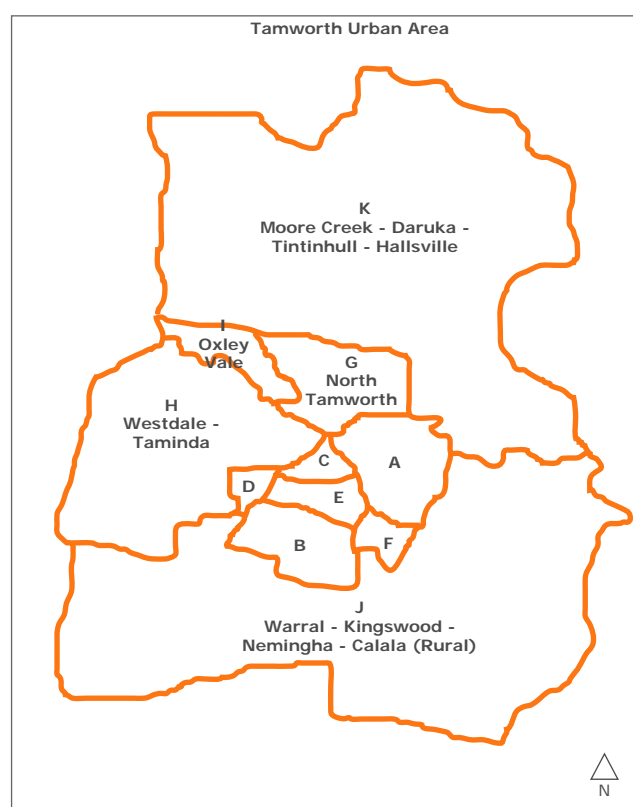 Tamworth Urban Area
K
Moore Creek - Daruka -
Tintinhull - Hallsville
I
Oxley
Vale
G
North
Tamworth
H
Westdale -
Taminda
C
A
D
E
B
F
J
Warral - Kingswood -
Nemingha - Calala (Rural)
N